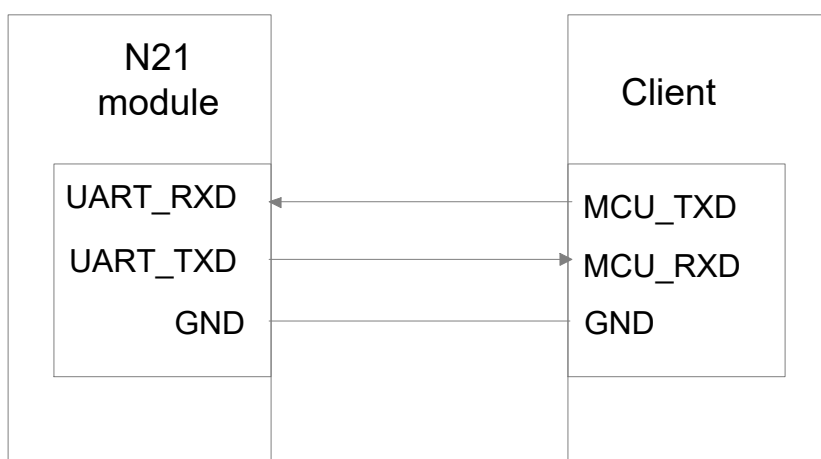 N21
module
Client
UART_RXD
MCU_TXD
UART_TXD
MCU_RXD
GND
GND